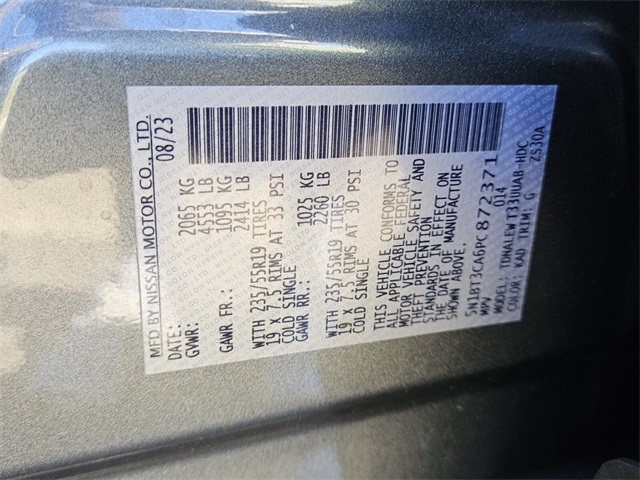 MFD BY NISSAN MOTOR CO., LTD.
DATE: 08/23
GVWR: 2065 KG
4553 LB
GAWR FR.: 1095 KG
2414 LB
WITH 235/55R19 TIRES
19 X 7.5 RIMS AT 33 PSI
COLD SINGLE
GAWR RR.: 1025 KG
2260 LB
WITH 235/55R19 TIRES
19 X 7.5 RIMS AT 30 PSI
COLD SINGLE
THIS VEHICLE CONFORMS TO
ALL APPLICABLE FEDERAL
MOTOR VEHICLE SAFETY AND
THEFT PREVENTION
STANDARDS IN EFFECT ON
THE DATE OF MANUFACTURE
SHOWN ABOVE.
5N1BT3CA6PC872371
MPV 014
MODEL: TDNALEW T33UUAB-HDC
COLOR: KAD TRIM: G ZS30A